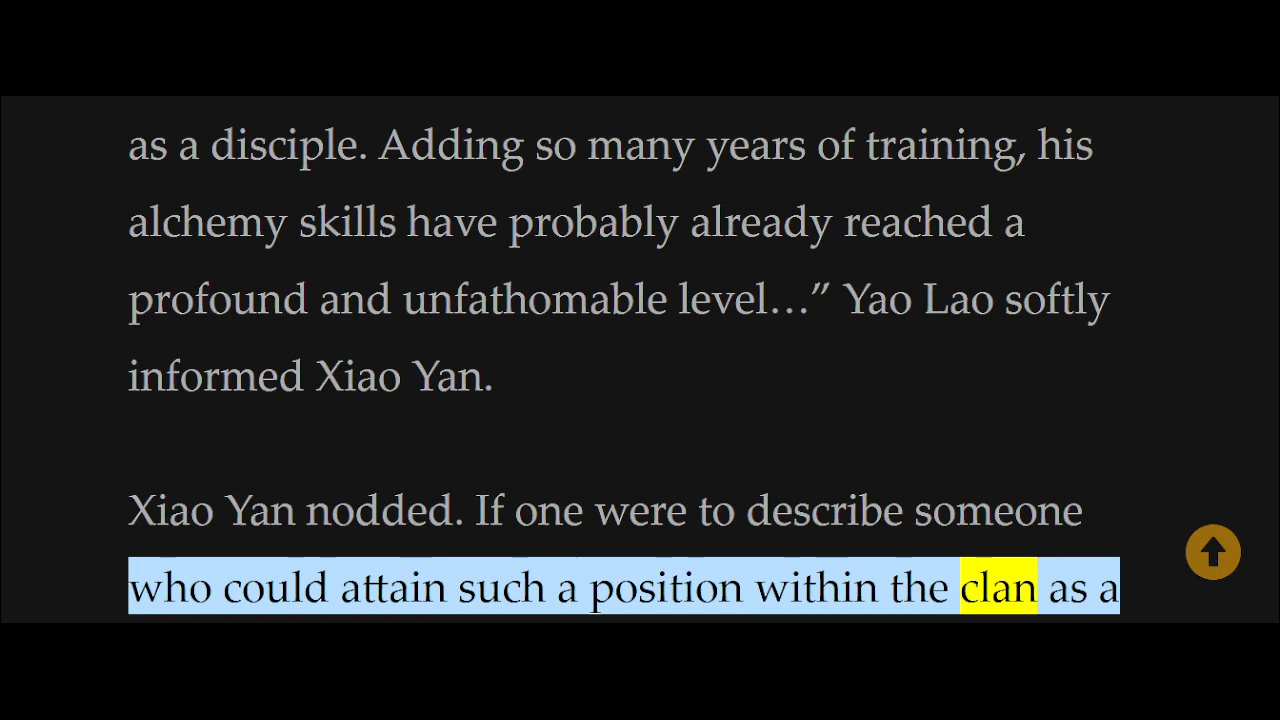 as a disciple. Adding so many years of training, his
alchemy skills have probably already reached a
profound and unfathomable level…” Yao Lao softly
informed Xiao Yan.
Xiao Yan nodded. If one were to describe someone
who could attain such a position within the clan as a